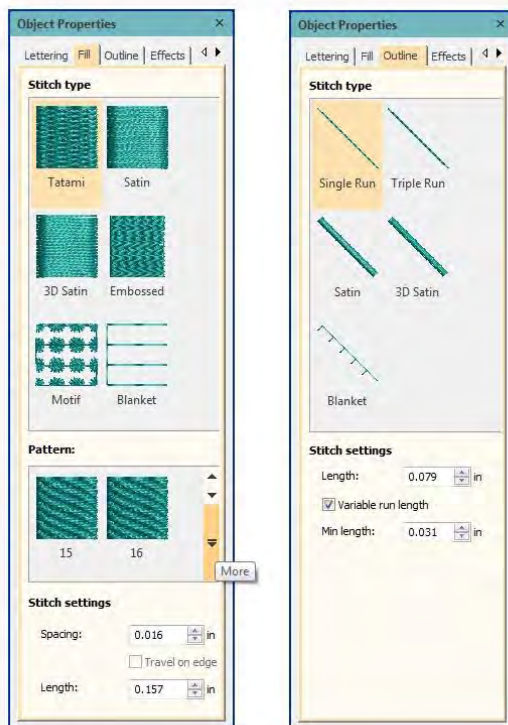 Object Properties ×
Lettering Fill Outline Effects
Stitch type
Tatami Satin
3D Satin Embossed
Motif Blanket
Pattern:
15 16
More
Stitch settings
Spacing: 0.016 in
Travel on edge
Length: 0.157 in
Object Properties ×
Lettering Fill Outline Effects
Stitch type
Single Run Triple Run
Satin 3D Satin
Blanket
Stitch settings
Length: 0.079 in
Variable run length
Min length: 0.031 in